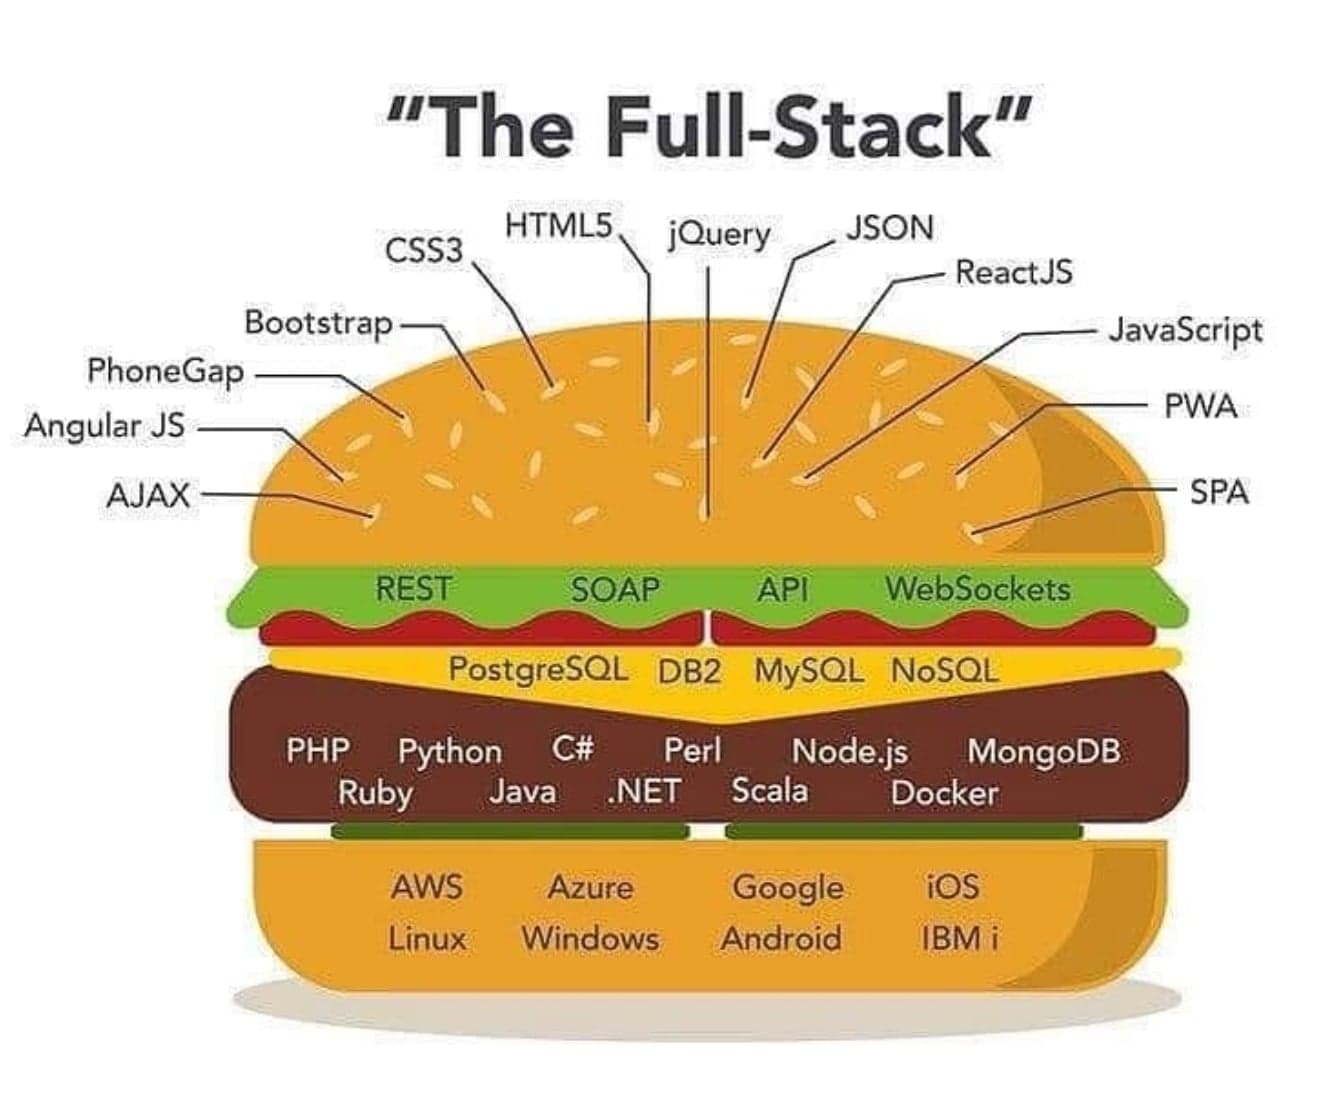 “The Full-Stack”
HTML5 jQuery JSON
CSS3 ReactJS
Bootstrap JavaScript
PhoneGap PWA
Angular JS
AJAX SPA
REST SOAP API WebSockets
PostgreSQL DB2 MySQL NoSQL
PHP Python C# Perl Node.js MongoDB
Ruby Java .NET Scala Docker
AWS Azure Google iOS
Linux Windows Android IBM i